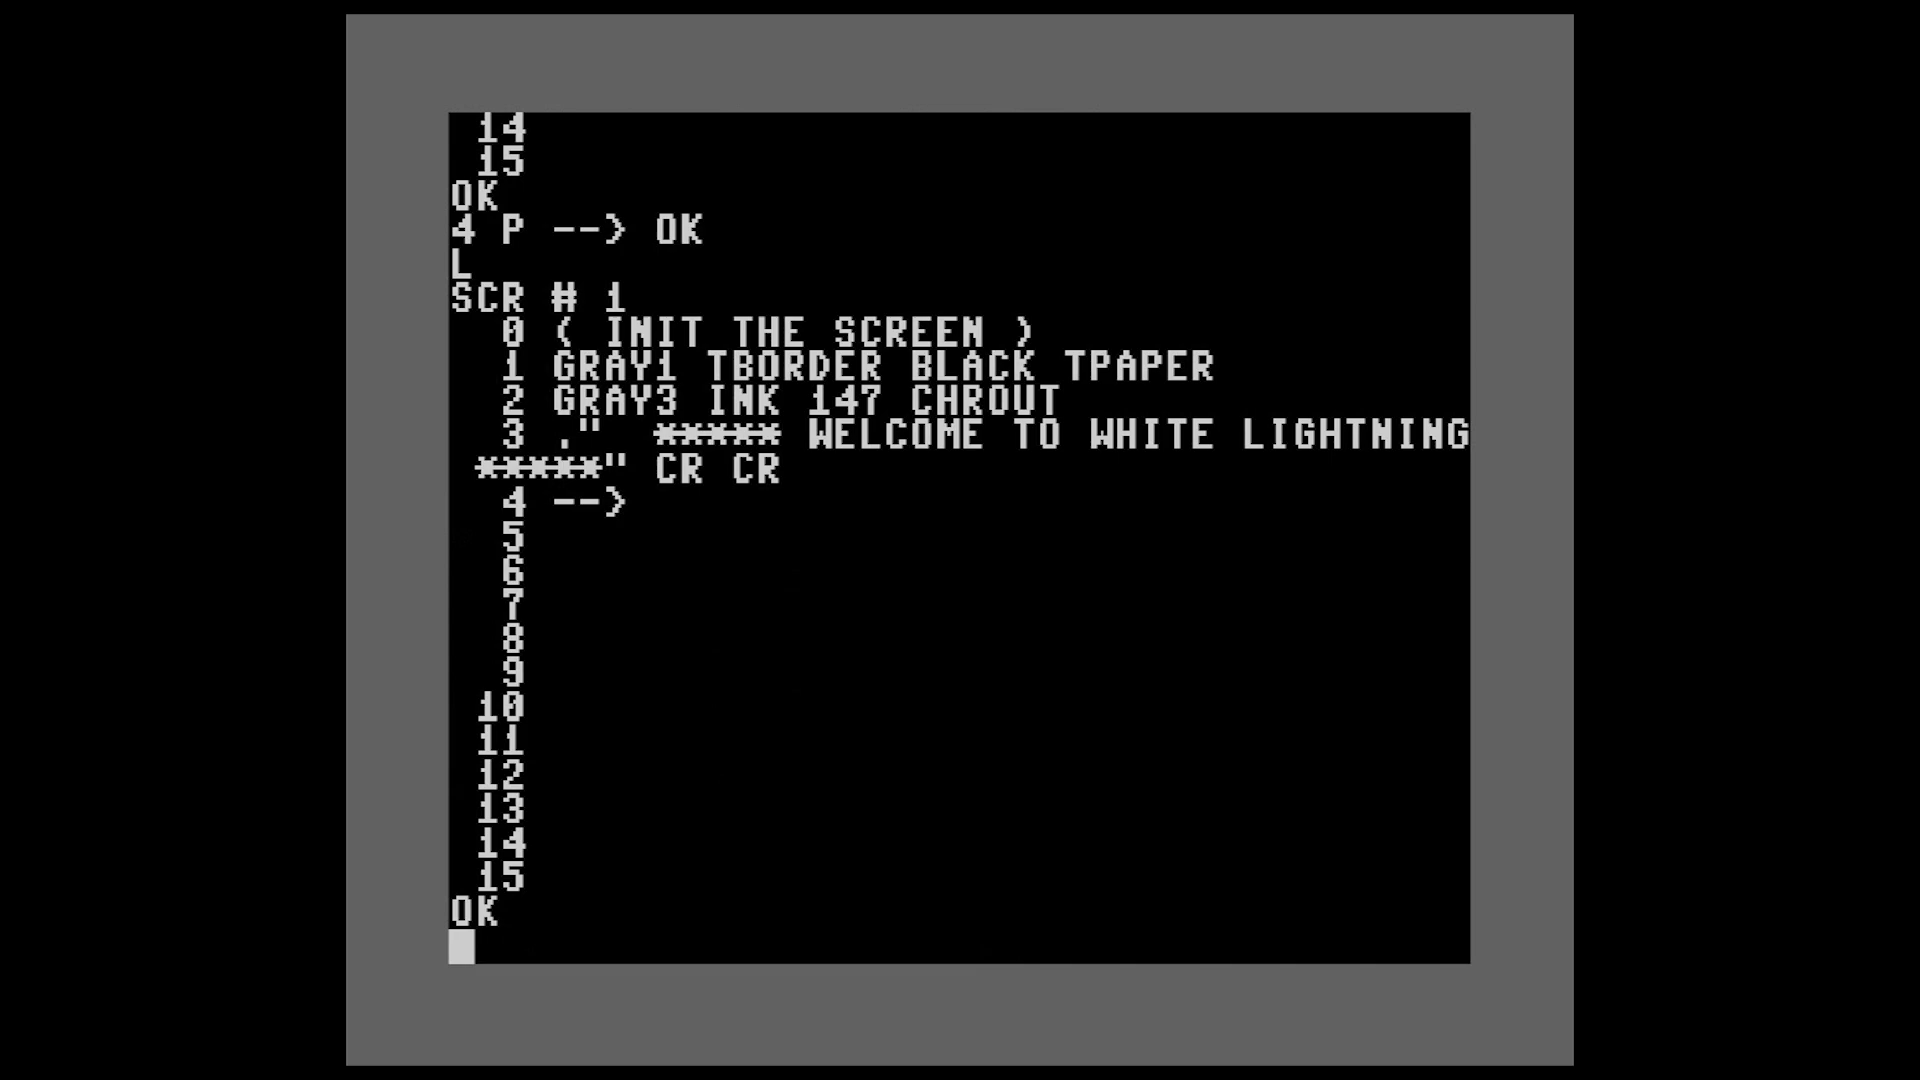 14
15
OK
4 P --> OK
L
SCR # 1
0 ( INIT THE SCREEN )
1 GRAY1 TBORDER BLACK TPAPER
2 GRAY3 INK 147 CHROUT
3 ."  ***** WELCOME TO WHITE LIGHTNING
*****" CR CR
4 -->
5
6
7
8
9
10
11
12
13
14
15
OK